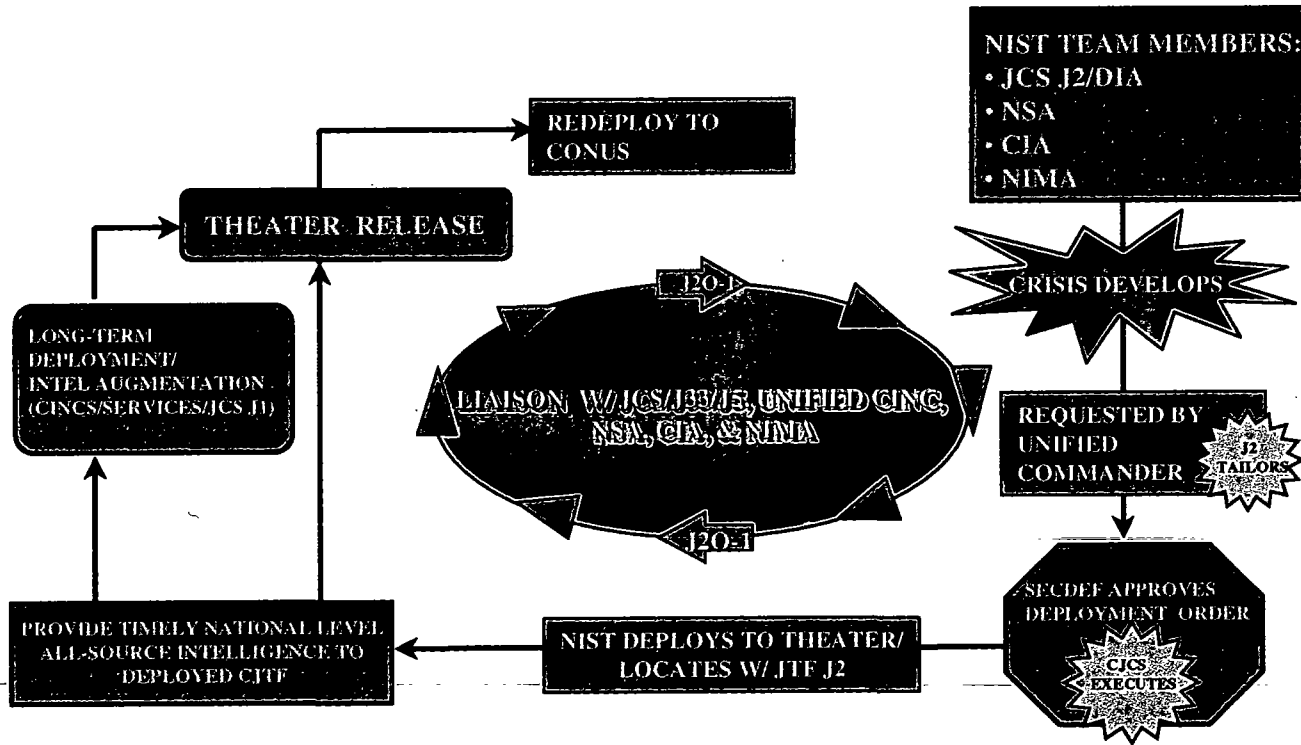 NIST TEAM MEMBERS:
• JCS J2/DIA
• NSA
• CIA
• NIMA
REDEPLOY TO
CONUS
THEATER RELEASE
J2O-1
CRISIS DEVELOPS
LONG-TERM
DEPLOYMENT/
INTEL AUGMENTATION
(CINCS/SERVICES/JCS J1)
LIAISON W/ JCS/J33/J3, UNIFIED CINC,
NSA, CIA, & NIMA
REQUESTED BY
UNIFIED
COMMANDER
J2
TAILORS
J2O-1
SECDEF APPROVES
DEPLOYMENT ORDER
CJCS
EXECUTES
NIST DEPLOYS TO THEATER/
LOCATES W/ JTF J2
PROVIDE TIMELY NATIONAL LEVEL
ALL-SOURCE INTELLIGENCE TO
DEPLOYED CJTF